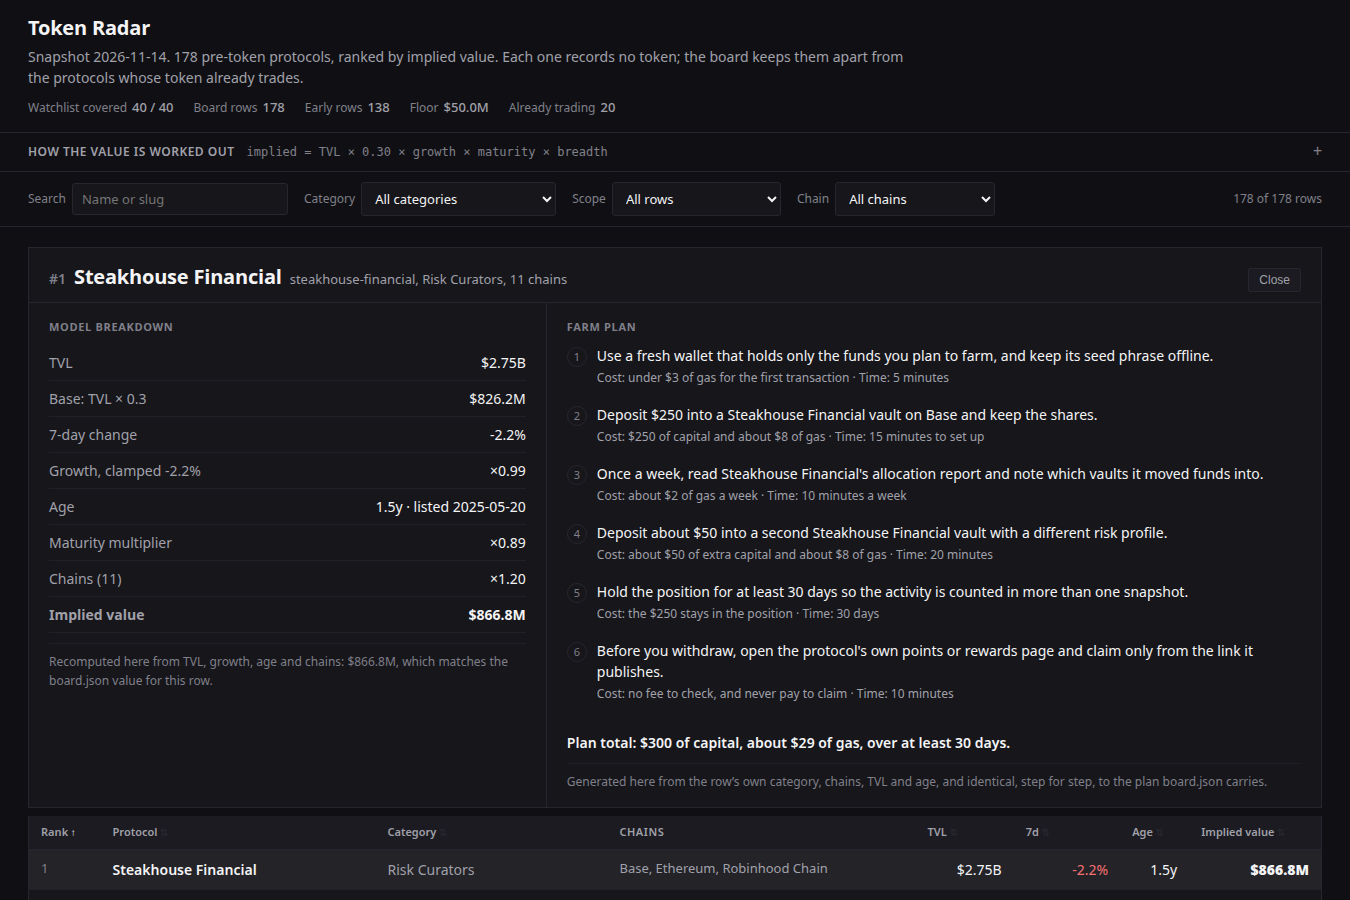 Token Radar
Snapshot 2026-11-14. 178 pre-token protocols, ranked by implied value. Each one records no token; the board keeps them apart from
the protocols whose token already trades.
Watchlist covered 40 / 40 Board rows 178 Early rows 138 Floor $50.0M Already trading 20
HOW THE VALUE IS WORKED OUT implied = TVL × 0.30 × growth × maturity × breadth +
Search Name or slug Category All categories Scope All rows Chain All chains 178 of 178 rows
#1 Steakhouse Financial steakhouse-financial, Risk Curators, 11 chains Close
MODEL BREAKDOWN
TVL $2.75B
Base: TVL × 0.3 $826.2M
7-day change -2.2%
Growth, clamped -2.2% ×0.99
Age 1.5y · listed 2025-05-20
Maturity multiplier ×0.89
Chains (11) ×1.20
Implied value $866.8M
Recomputed here from TVL, growth, age and chains: $866.8M, which matches the
board.json value for this row.
FARM PLAN
1 Use a fresh wallet that holds only the funds you plan to farm, and keep its seed phrase offline.
Cost: under $3 of gas for the first transaction · Time: 5 minutes
2 Deposit $250 into a Steakhouse Financial vault on Base and keep the shares.
Cost: $250 of capital and about $8 of gas · Time: 15 minutes to set up
3 Once a week, read Steakhouse Financial's allocation report and note which vaults it moved funds into.
Cost: about $2 of gas a week · Time: 10 minutes a week
4 Deposit about $50 into a second Steakhouse Financial vault with a different risk profile.
Cost: about $50 of extra capital and about $8 of gas · Time: 20 minutes
5 Hold the position for at least 30 days so the activity is counted in more than one snapshot.
Cost: the $250 stays in the position · Time: 30 days
6 Before you withdraw, open the protocol's own points or rewards page and claim only from the link it
publishes.
Cost: no fee to check, and never pay to claim · Time: 10 minutes
Plan total: $300 of capital, about $29 of gas, over at least 30 days.
Generated here from the row's own category, chains, TVL and age, and identical, step for step, to the plan board.json carries.
Rank ↑ Protocol Category CHAINS TVL 7d Age Implied value
1 Steakhouse Financial Risk Curators Base, Ethereum, Robinhood Chain $2.75B -2.2% 1.5y $866.8M